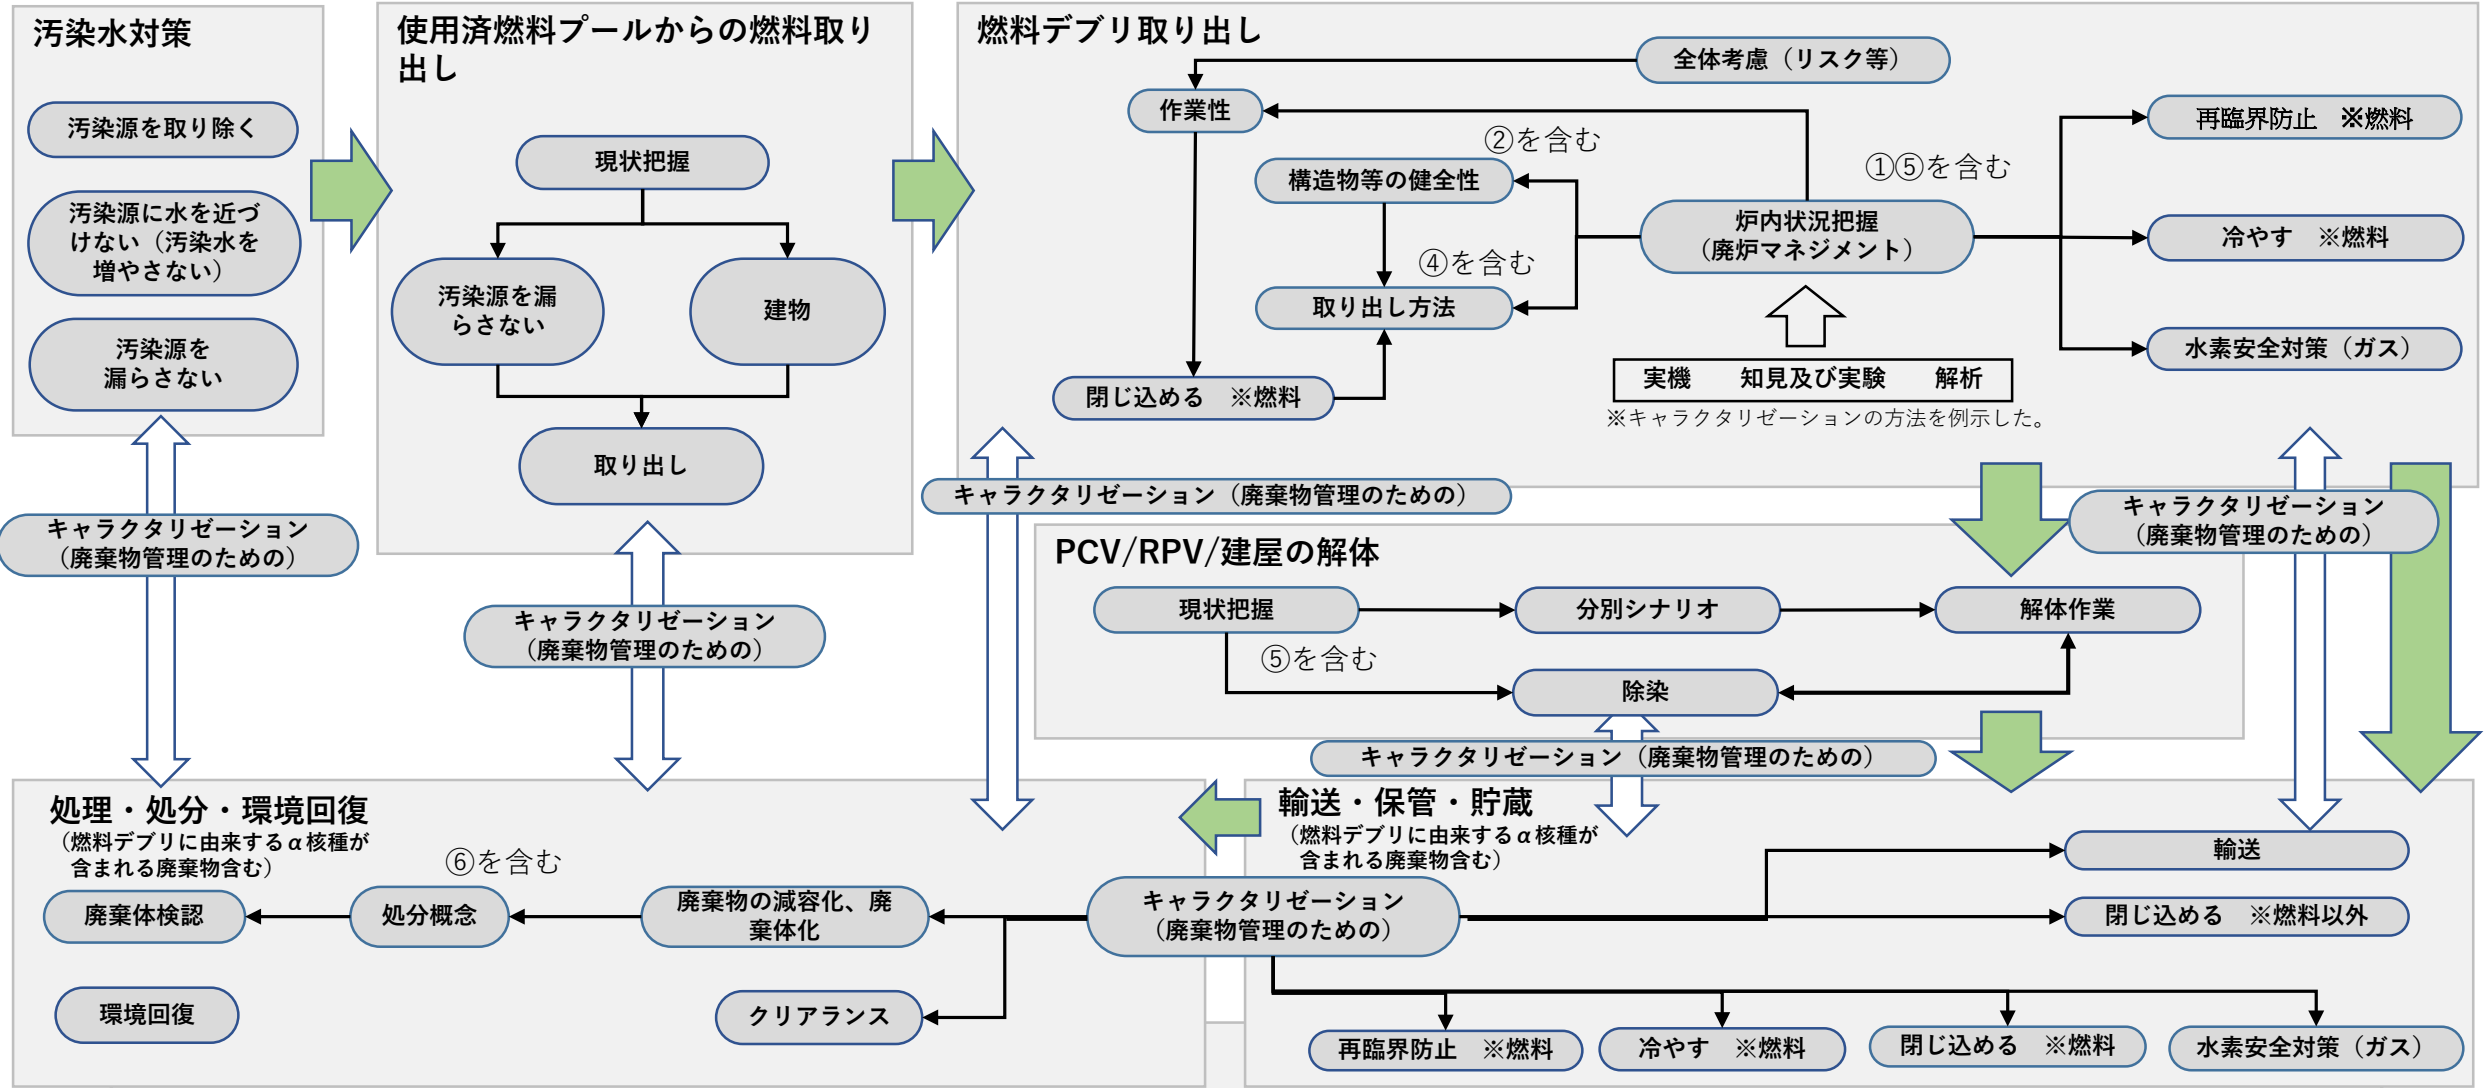 汚染水対策
汚染源を取り除く
汚染源に水を近づ
けない（汚染水を
増やさない）
汚染源を
漏らさない
使用済燃料プールからの燃料取り
出し
現状把握
汚染源を漏
らさない
建物
取り出し
燃料デブリ取り出し
全体考慮（リスク等）
作業性
②を含む
構造物等の健全性
①⑤を含む
炉内状況把握
（廃炉マネジメント）
④を含む
取り出し方法
閉じ込める　※燃料
再臨界防止　※燃料
冷やす　※燃料
水素安全対策（ガス）
実機　　知見及び実験　　解析
※キャラクタリゼーションの方法を例示した。
キャラクタリゼーション（廃棄物管理のための）
キャラクタリゼーション
（廃棄物管理のための）
キャラクタリゼーション
（廃棄物管理のための）
キャラクタリゼーション
（廃棄物管理のための）
PCV/RPV/建屋の解体
現状把握
分別シナリオ
解体作業
⑤を含む
除染
キャラクタリゼーション（廃棄物管理のための）
処理・処分・環境回復
（燃料デブリに由来するα核種が
含まれる廃棄物含む）
⑥を含む
廃棄体検認
処分概念
廃棄物の減容化、廃
棄体化
環境回復
クリアランス
輸送・保管・貯蔵
（燃料デブリに由来するα核種が
含まれる廃棄物含む）
キャラクタリゼーション
（廃棄物管理のための）
輸送
閉じ込める　※燃料以外
再臨界防止　※燃料
冷やす　※燃料
閉じ込める　※燃料
水素安全対策（ガス）